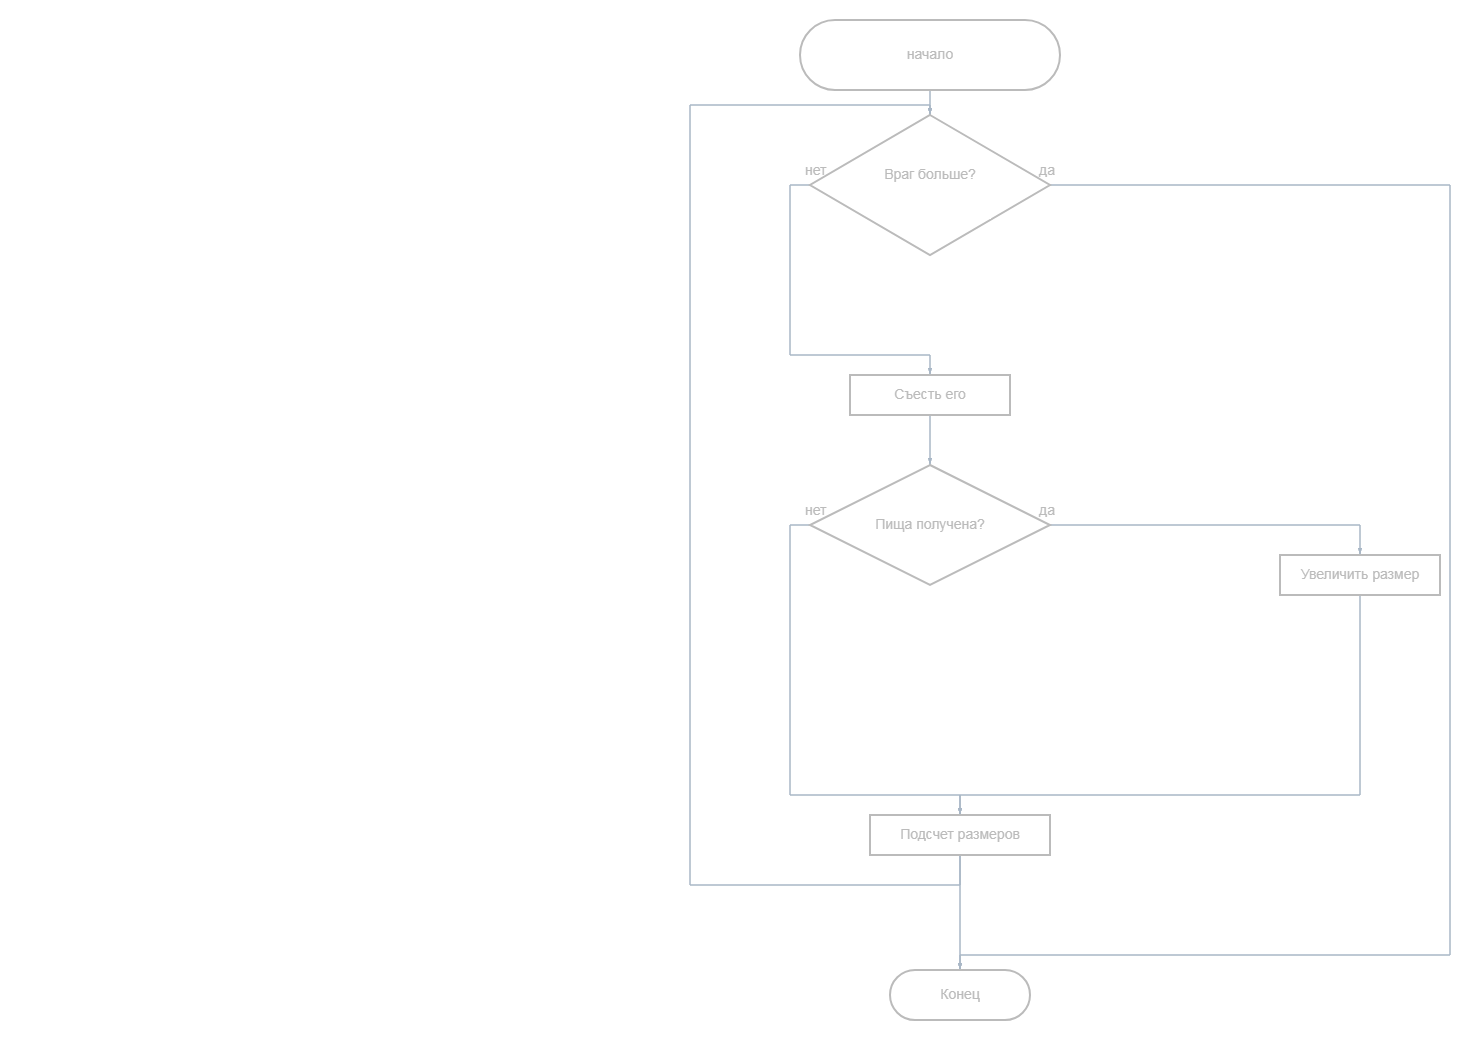 начало
нет
да
Враг больше?
Съесть его
нет
да
Пища получена?
Увеличить размер
Подсчет размеров
Конец